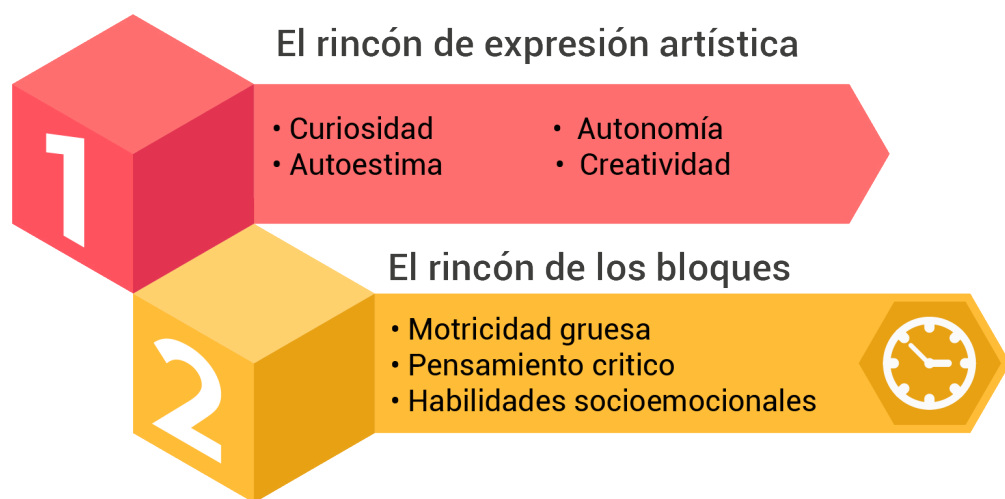 El rincón de expresión artística
1
• Curiosidad • Autonomía
• Autoestima • Creatividad
El rincón de los bloques
2
• Motricidad gruesa
• Pensamiento critico
• Habilidades socioemocionales